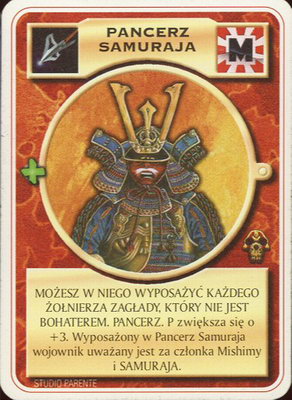 PANCERZ
SAMURAJA
M
MOŻESZ W NIEGO WYPOSAŻYĆ KAŻDEGO
ŻOŁNIERZA ZAGŁADY, KTÓRY NIE JEST
BOHATEREM. PANCERZ. P zwiększa się o
+3. Wyposażony w Pancerz Samuraja
wojownik uważany jest za członka Mishimy
i SAMURAJA.
STUDIO PARENTE